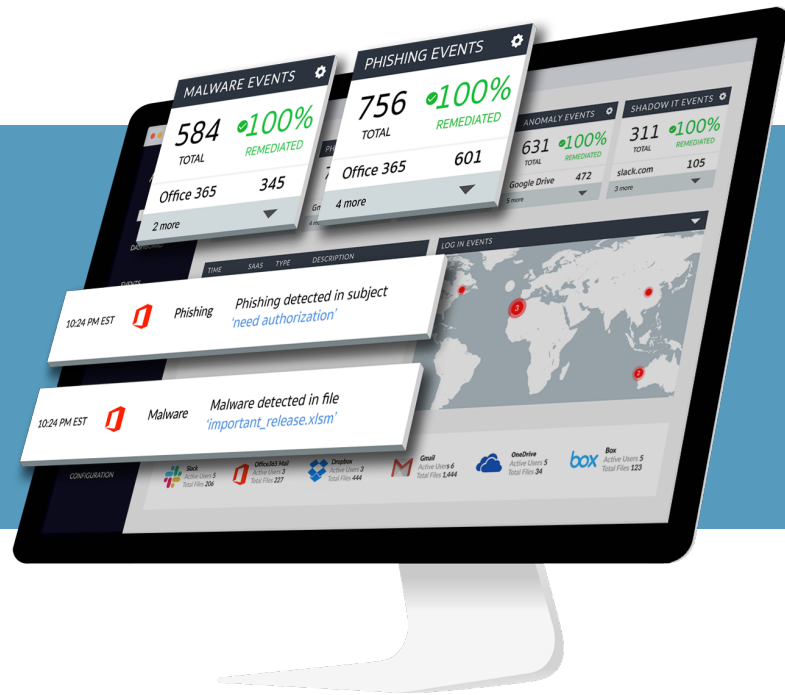 MALWARE EVENTS
584
TOTAL
100%
REMEDIATED
Office 365 345
2 more
PHISHING EVENTS
756
TOTAL
100%
REMEDIATED
Office 365 601
4 more
ANOMALY EVENTS
631
TOTAL
100%
REMEDIATED
Google Drive 472
5 more
SHADOW IT EVENTS
311
TOTAL
100%
REMEDIATED
slack.com 105
3 more
TIME SAAS TYPE DESCRIPTION
LOG IN EVENTS
3
2
10:24 PM EST Phishing Phishing detected in subject
'need authorization'
10:24 PM EST Malware Malware detected in file
'important_release.xlsm'
CONFIGURATION
Slack
Active Users 5
Total Files 206
Office365 Mail
Active Users 3
Total Files 227
Dropbox
Active Users 3
Total Files 444
Gmail
Active Users 6
Total Files 1,444
OneDrive
Active Users 5
Total Files 34
box
Box
Active Users 5
Total Files 123